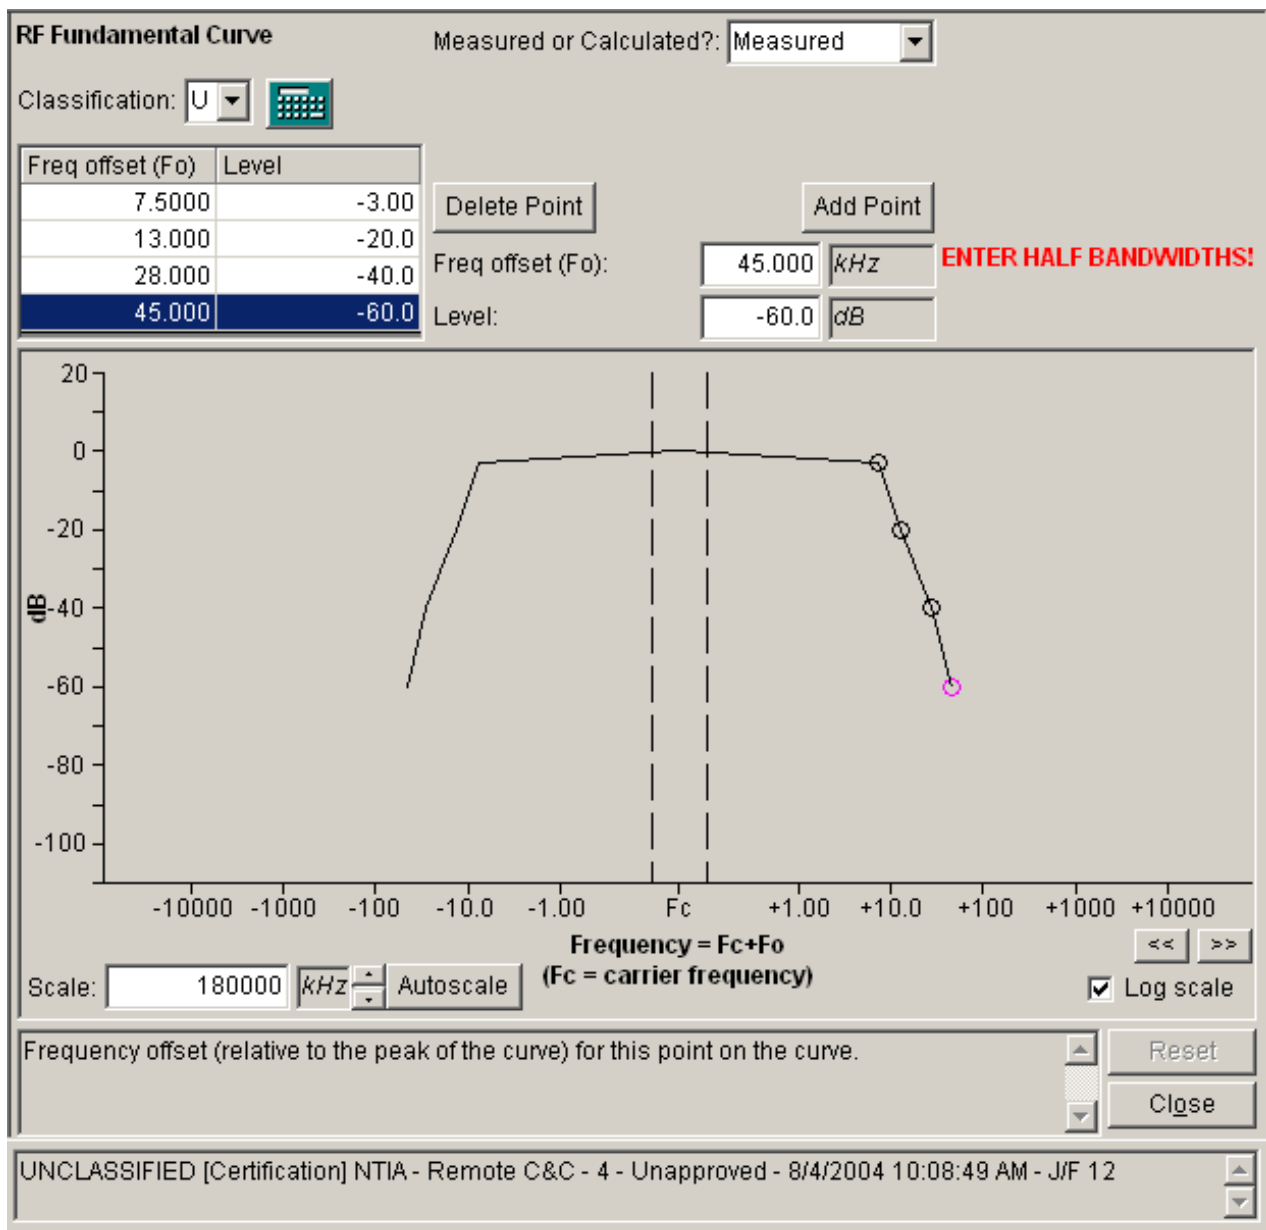 RF Fundamental Curve
Measured or Calculated?: Measured
Classification: U
Freq offset (Fo) Level
7.5000 -3.00
13.000 -20.0
28.000 -40.0
45.000 -60.0
Delete Point Add Point
Freq offset (Fo): 45.000 kHz ENTER HALF BANDWIDTHS!
Level: -60.0 dB
20
0
-20
-40
-60
-80
-100
dB
-10000 -1000 -100 -10.0 -1.00 Fc +1.00 +10.0 +100 +1000 +10000
Frequency = Fc+Fo
(Fc = carrier frequency)
<< >>
Scale: 180000 kHz Autoscale
Log scale
Frequency offset (relative to the peak of the curve) for this point on the curve.
Reset
Close
UNCLASSIFIED [Certification] NTIA - Remote C&C - 4 - Unapproved - 8/4/2004 10:08:49 AM - J/F 12